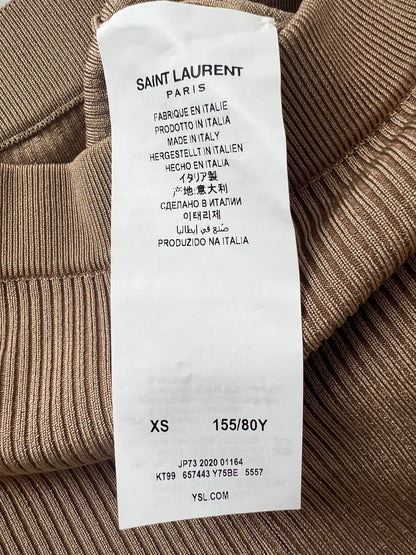 SAINT LAURENT
PARIS
FABRIQUE EN ITALIE
PRODOTTO IN ITALIA
MADE IN ITALY
HERGESTELLT IN ITALIEN
HECHO EN ITALIA
イタリア製
产地:意大利
СДЕЛАНО В ИТАЛИИ
이태리제
صنع في إيطاليا
PRODUZIDO NA ITALIA
XS 155/80Y
JP73 2020 01164
KT99 657443 Y75BE 5557
YSL.COM